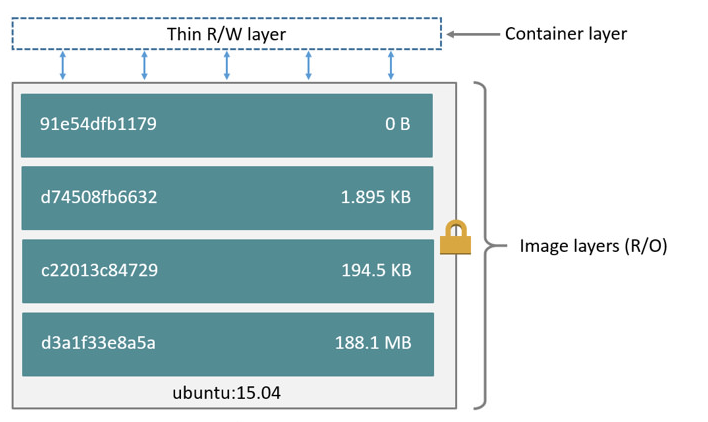 Thin R/W layer
Container layer
91e54dfb1179 0 B
d74508fb6632 1.895 KB
c22013c84729 194.5 KB
Image layers (R/O)
d3a1f33e8a5a 188.1 MB
ubuntu:15.04